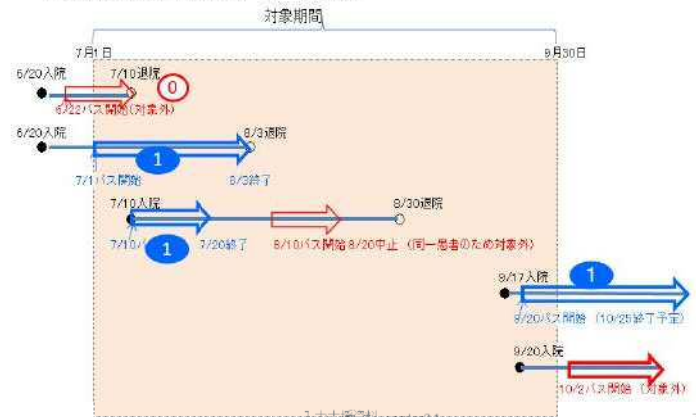 対象期間
7月1日
9月30日
6/20入院
7/10退院
0
6/22パス開始(対象外)
6/20入院
8/3退院
1
7/1パス開始
8/3終了
7/10入院
8/30退院
7/10パ
1
7/20終了
8/10パス開始 8/20中止 (同一患者のため対象外)
9/17入院
1
9/20パス開始 (10/25終了予定)
9/20入院
10/2パス開始 (対象外)